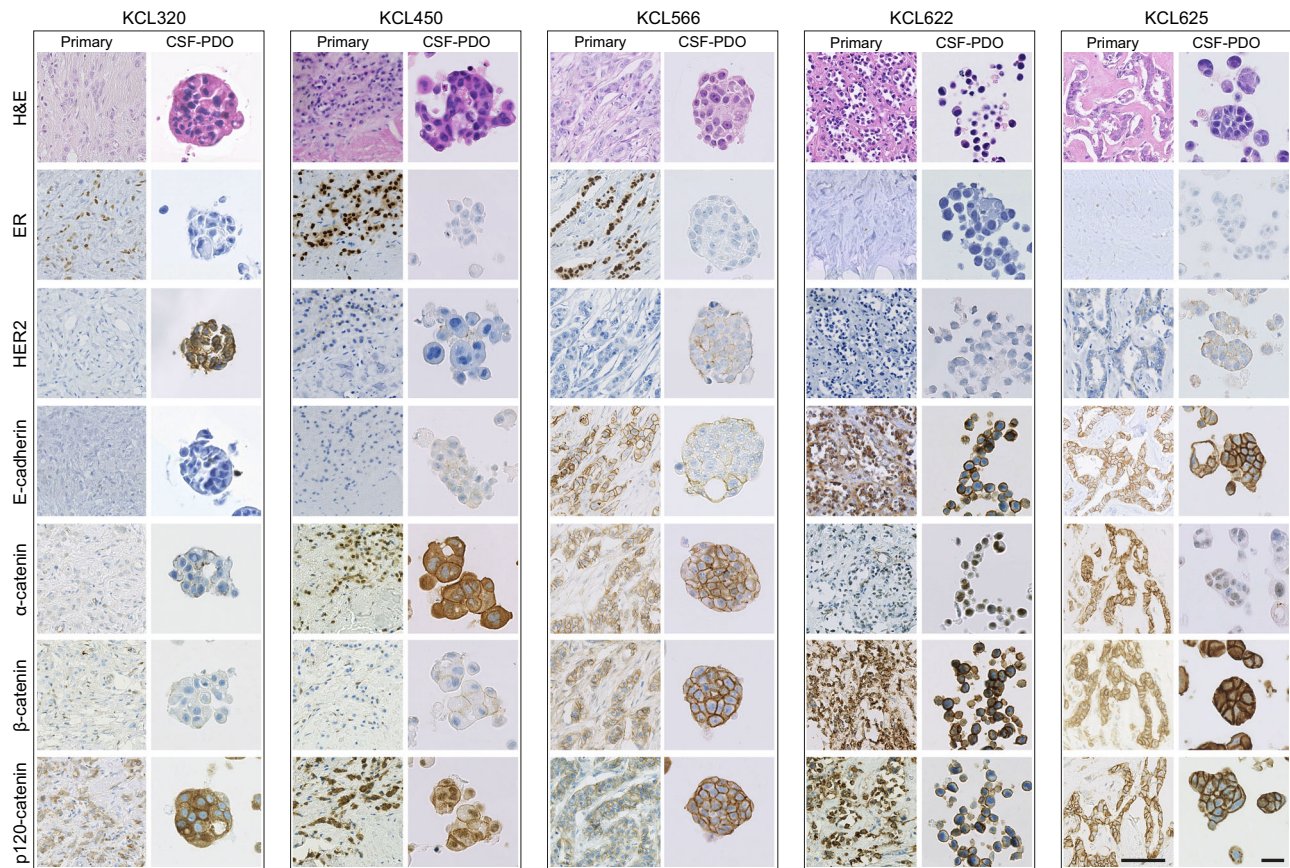 KCL320 KCL450 KCL566 KCL622 KCL625
Primary CSF-PDO Primary CSF-PDO Primary CSF-PDO Primary CSF-PDO Primary CSF-PDO
H&E
ER
HER2
E-cadherin
α-catenin
β-catenin
p120-catenin